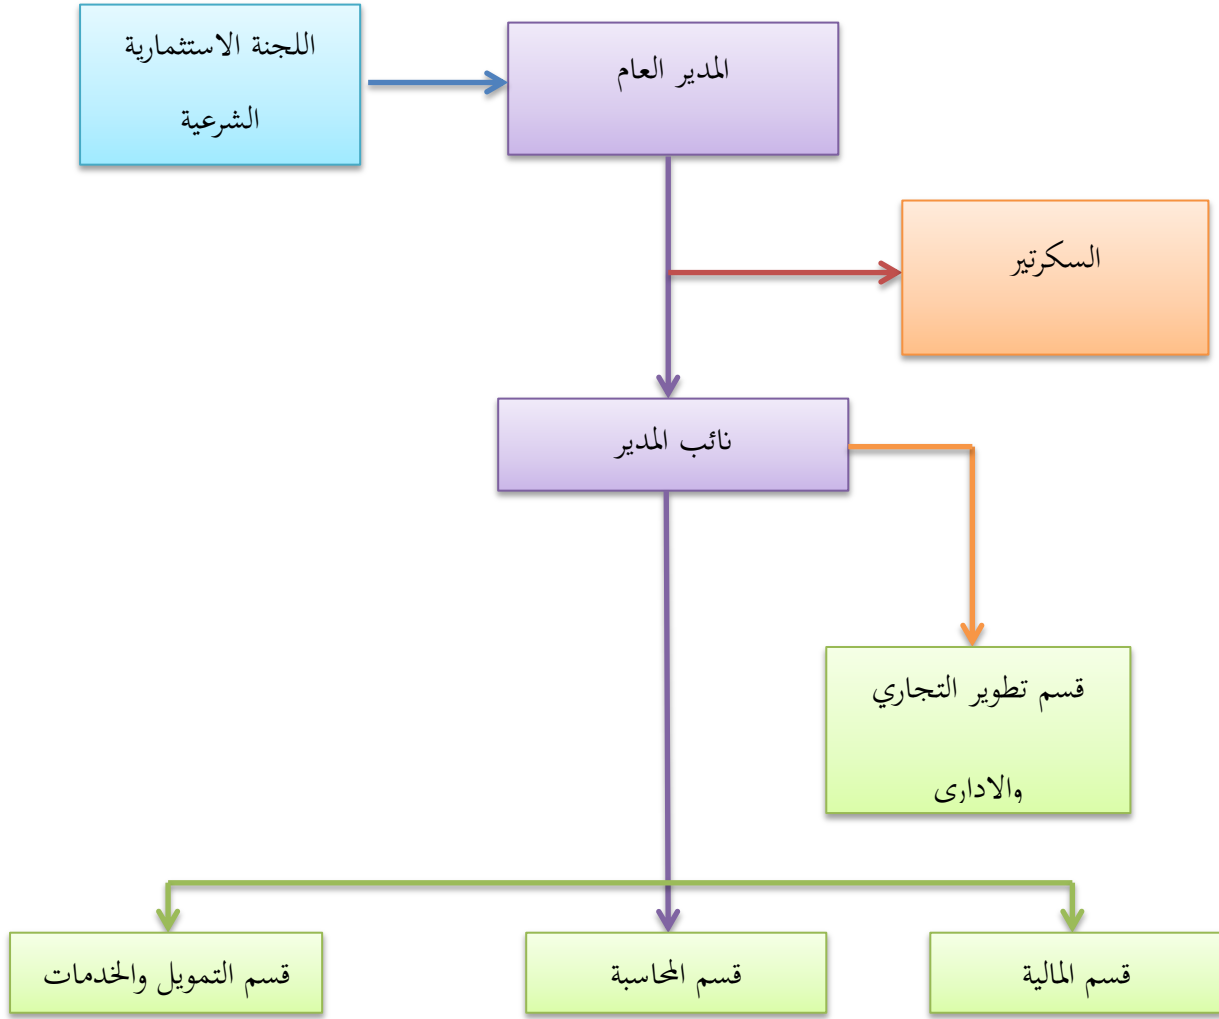 اللجنة الاستثمارية
الشرعية
المدير العام
السكرتير
نائب المدير
قسم تطوير التجاري
والادارى
قسم المالية
قسم المحاسبة
قسم التمويل والخدمات